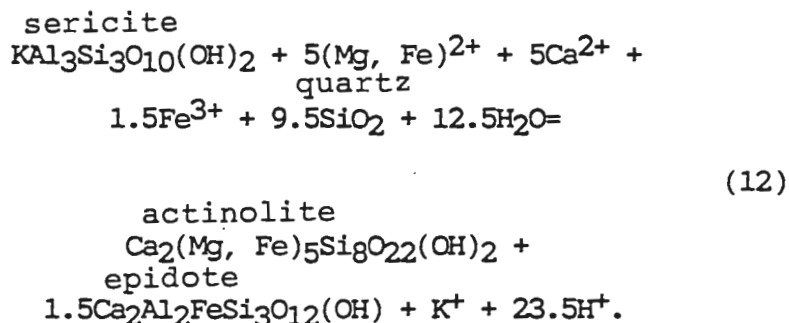 sericite
KAl3Si3O10(OH)2 + 5(Mg, Fe)2+ + 5Ca2+ +
quartz
1.5Fe3+ + 9.5SiO2 + 12.5H2O=
(12)
actinolite
Ca2(Mg, Fe)5Si8O22(OH)2 +
epidote
1.5Ca2Al2FeSi3O12(OH) + K+ + 23.5H+.